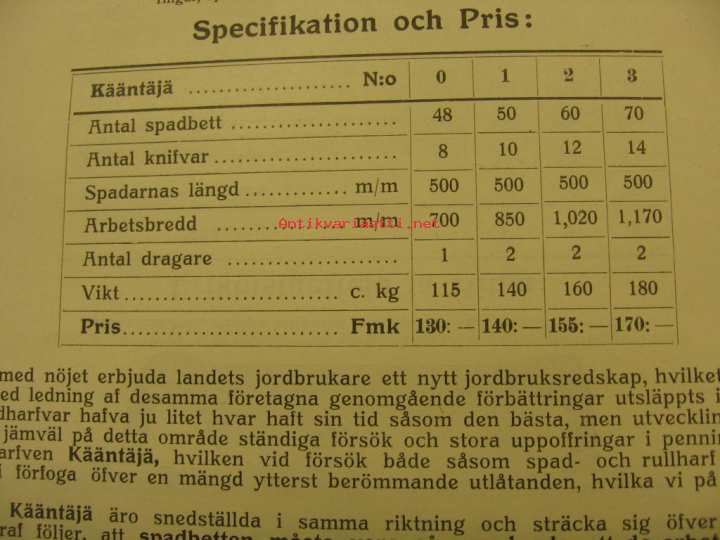 Specifikation och Pris:
Kääntäjä N:o 0 1 2 3
Antal spadbett 48 50 60 70
Antal knifvar 8 10 12 14
Spadarnas längd m/m 500 500 500 500
Arbetsbredd m/m 700 850 1,020 1,170
Antikvariaatti.net
Antal dragare 1 2 2 2
Vikt c. kg 115 140 160 180
Pris Fmk 130: — 140: — 155: — 170: —
med nöjet erbjuda landets jordbrukare ett nytt jordbruksredskap, hvilket
ed ledning af desamma företagna genomgående förbättringar utsläppts i
dharfvar hafva ju litet hvar haft sin tid såsom den bästa, men utvecklin
jämväl på detta område ständiga försök och stora uppoffringar i pennin
arfven Kääntäjä, hvilken vid försök både såsom spad- och rullharf
i förfoga öfver en mängd ytterst berömmande utlåtanden, hvilka vi på
Kääntäjä äro snedställda i samma riktning och sträcka sig öfver
raf följer, att spadbetten